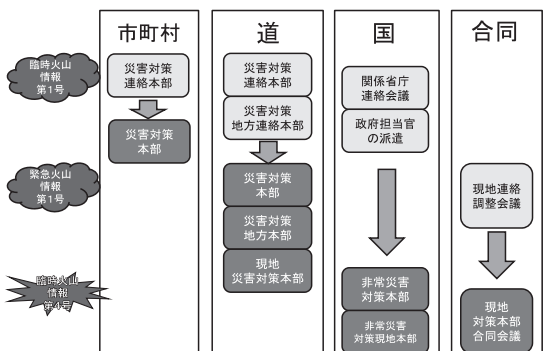 市町村
道
国
合同
臨時火山
情報
第1号
災害対策
連絡本部
災害対策
本部
災害対策
連絡本部
災害対策
地方連絡本部
災害対策
本部
災害対策
地方本部
現地
災害対策本部
関係省庁
連絡会議
政府担当官
の派遣
緊急火山
情報
第1号
現地連絡
調整会議
臨時火山
情報
第4号
非常災害
対策本部
非常災害
対策現地本部
現地
対策本部
合同会議